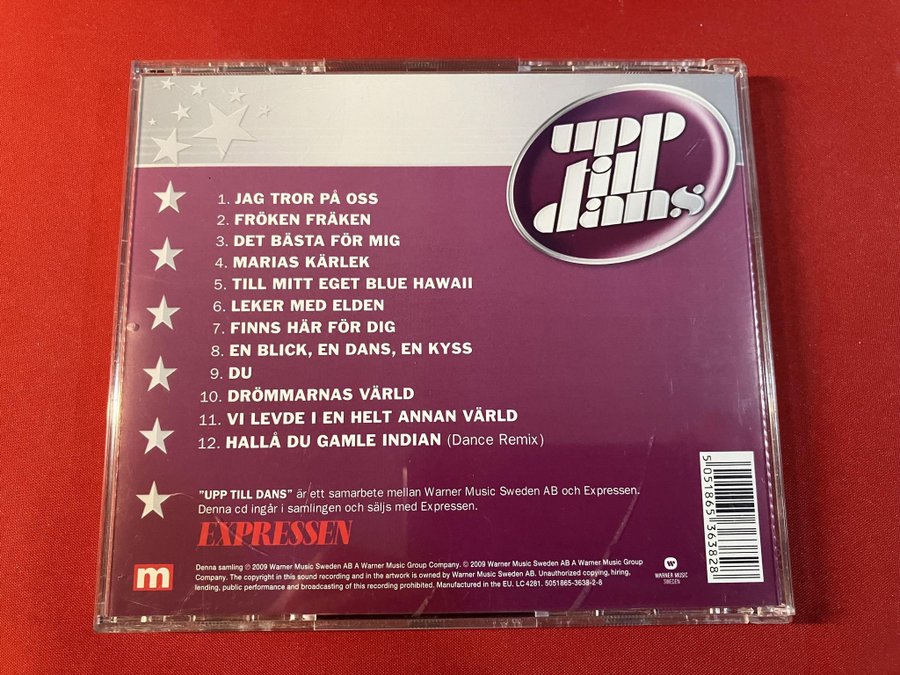 upp
till
dans
1. JAG TROR PÅ OSS
2. FRÖKEN FRÄKEN
3. DET BÄSTA FÖR MIG
4. MARIAS KÄRLEK
5. TILL MITT EGET BLUE HAWAII
6. LEKER MED ELDEN
7. FINNS HÄR FÖR DIG
8. EN BLICK, EN DANS, EN KYSS
9. DU
10. DRÖMMARNAS VÄRLD
11. VI LEVDE I EN HELT ANNAN VÄRLD
12. HALLÅ DU GAMLE INDIAN (Dance Remix)
"UPP TILL DANS" är ett samarbete mellan Warner Music Sweden AB och Expressen.
Denna cd ingår i samlingen och säljs med Expressen.
EXPRESSEN
m
Denna samling ℗ 2009 Warner Music Sweden AB A Warner Music Group Company. © 2009 Warner Music Sweden AB A Warner Music Group
Company. The copyright in this sound recording and in the artwork is owned by Warner Music Sweden AB. Unauthorized copying, hiring,
lending, public performance and broadcasting of this recording prohibited. Manufactured in the EU. LC 4281. 5051865-3638-2-8
WARNER MUSIC
SWEDEN
5 051865 363828